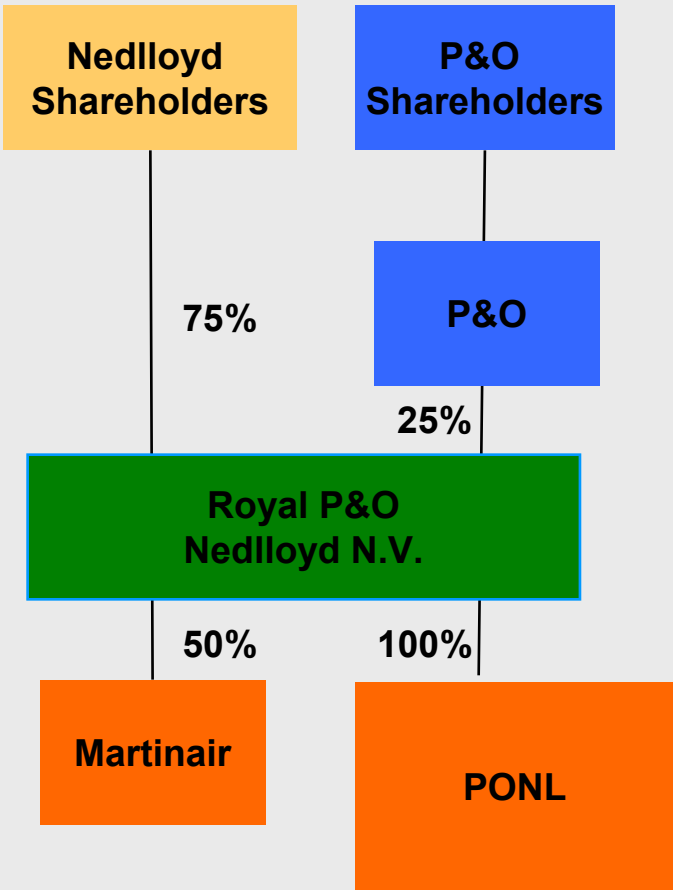 Nedlloyd
Shareholders
P&O
Shareholders
P&O
75%
25%
Royal P&O
Nedlloyd N.V.
50%
100%
Martinair
PONL